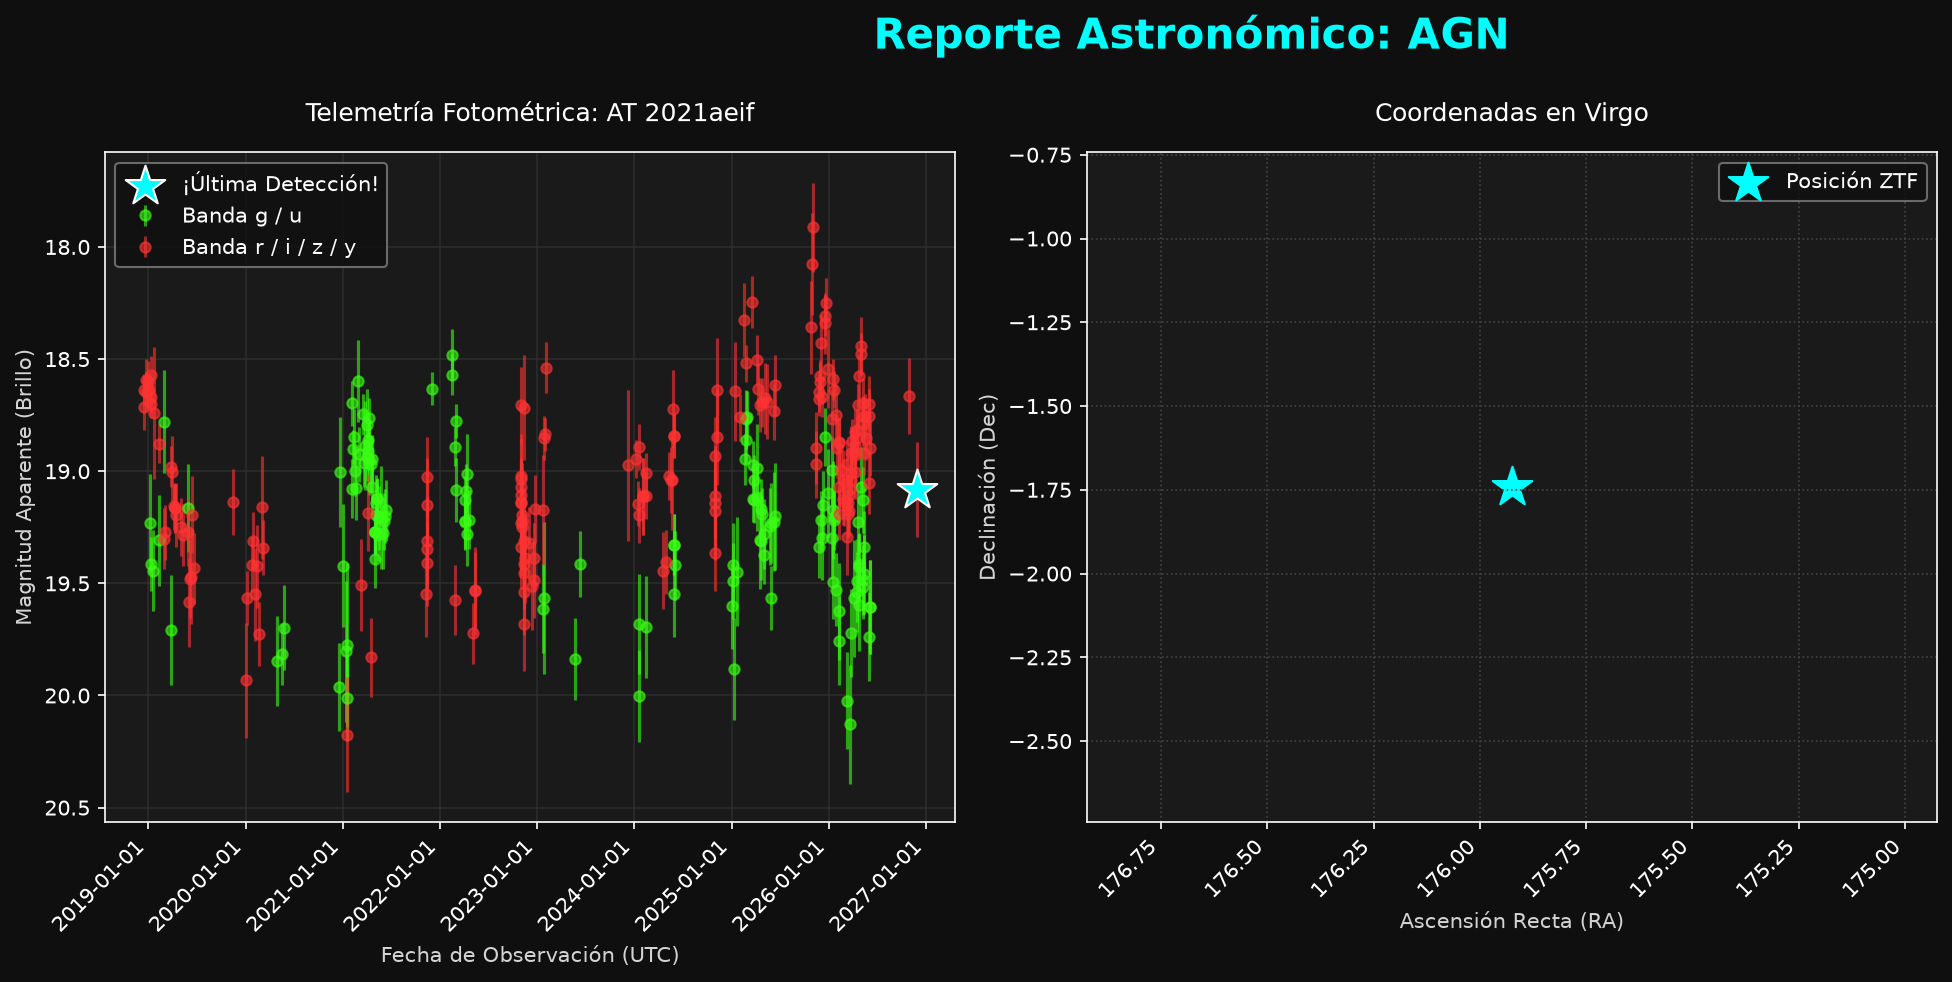 Reporte Astronómico: AGN
Telemetría Fotométrica: AT 2021aeif
¡Última Detección!
Banda g / u
Banda r / i / z / y
Magnitud Aparente (Brillo)
18.0
18.5
19.0
19.5
20.0
20.5
2019-01-01
2020-01-01
2021-01-01
2022-01-01
2023-01-01
2024-01-01
2025-01-01
2026-01-01
2027-01-01
Fecha de Observación (UTC)
Coordenadas en Virgo
Posición ZTF
Declinación (Dec)
−0.75
−1.00
−1.25
−1.50
−1.75
−2.00
−2.25
−2.50
176.75
176.50
176.25
176.00
175.75
175.50
175.25
175.00
Ascensión Recta (RA)